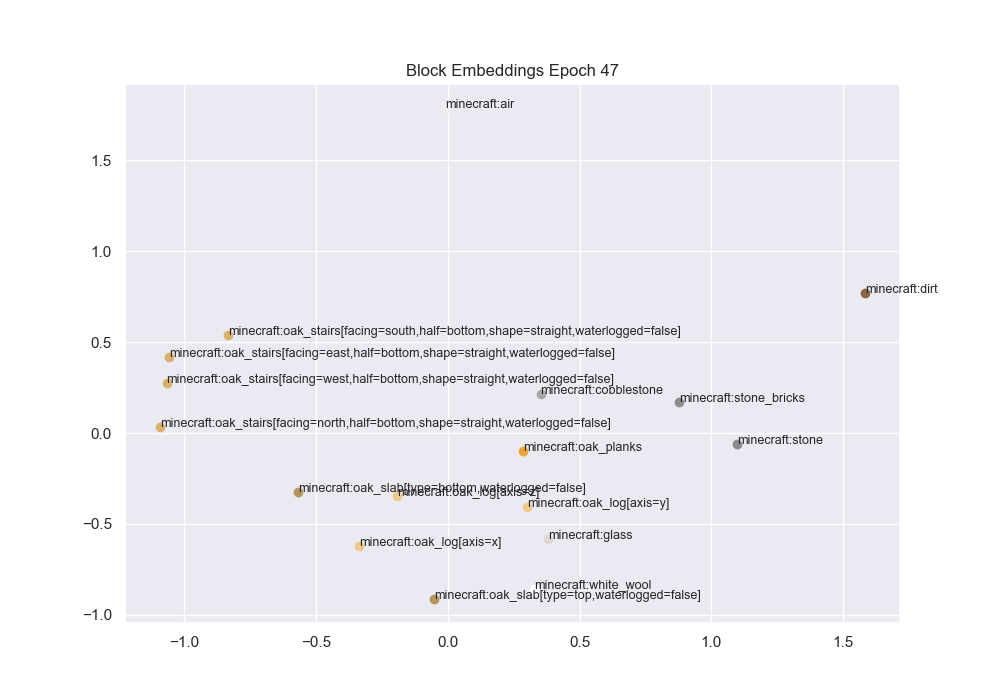 Block Embeddings Epoch 47
minecraft:air
1.5
1.0
minecraft:dirt
minecraft:oak_stairs[facing=south,half=bottom,shape=straight,waterlogged=false]
0.5
minecraft:oak_stairs[facing=east,half=bottom,shape=straight,waterlogged=false]
minecraft:oak_stairs[facing=west,half=bottom,shape=straight,waterlogged=false]
minecraft:cobblestone
minecraft:stone_bricks
minecraft:oak_stairs[facing=north,half=bottom,shape=straight,waterlogged=false]
0.0
minecraft:stone
minecraft:oak_planks
minecraft:oak_slab[type=bottom,waterlogged=false]
minecraft:oak_log[axis=z]
minecraft:oak_log[axis=y]
−0.5
minecraft:glass
minecraft:oak_log[axis=x]
minecraft:white_wool
minecraft:oak_slab[type=top,waterlogged=false]
−1.0
−1.0 −0.5 0.0 0.5 1.0 1.5